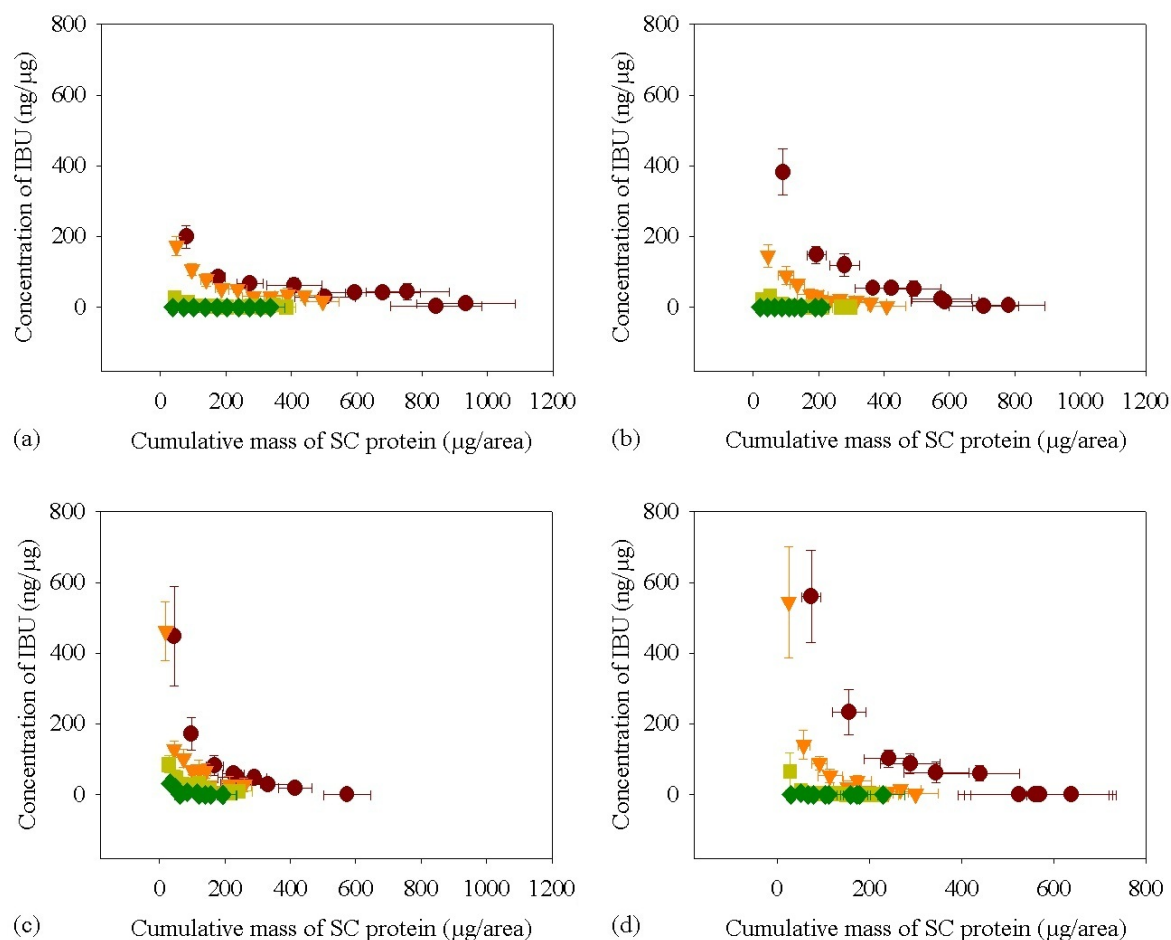 800
600
400
200
0
Concentration of IBU (ng/µg)
0 200 400 600 800 1000 1200
(a) Cumulative mass of SC protein (µg/area)
800
600
400
200
0
Concentration of IBU (ng/µg)
0 200 400 600 800 1000 1200
(b) Cumulative mass of SC protein (µg/area)
800
600
400
200
0
Concentration of IBU (ng/µg)
0 200 400 600 800 1000 1200
(c) Cumulative mass of SC protein (µg/area)
800
600
400
200
0
Concentration of IBU (ng/µg)
0 200 400 600 800
(d) Cumulative mass of SC protein (µg/area)